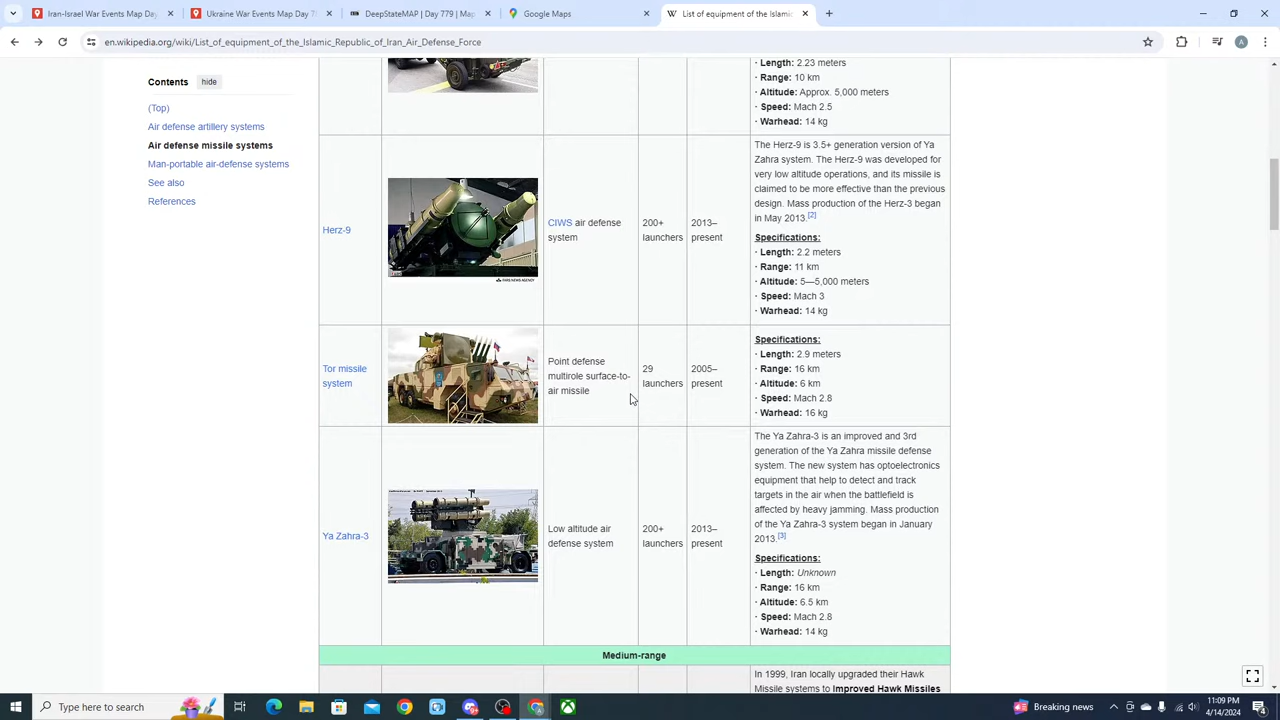 Iran-Israel War Events Map Day
Ukraine War Events Map Day 7
DeepStateMAP | Day 779 | Map
Google Maps
List of equipment of the Islamic
en.wikipedia.org/wiki/List_of_equipment_of_the_Islamic_Republic_of_Iran_Air_Defense_Force
A
Contents hide
(Top)
Air defense artillery systems
Air defense missile systems
Man-portable air-defense systems
See also
References
· Length: 2.23 meters
· Range: 10 km
· Altitude: Approx. 5,000 meters
· Speed: Mach 2.5
· Warhead: 14 kg
Herz-9
FARS NEWS AGENCY
CIWS air defense
system
200+
launchers
2013–
present
The Herz-9 is 3.5+ generation version of Ya
Zahra system. The Herz-9 was developed for
very low altitude operations, and its missile is
claimed to be more effective than the previous
design. Mass production of the Herz-3 began
in May 2013.[2]
Specifications:
· Length: 2.2 meters
· Range: 11 km
· Altitude: 5—5,000 meters
· Speed: Mach 3
· Warhead: 14 kg
Tor missile
system
Point defense
multirole surface-to-
air missile
29
launchers
2005–
present
Specifications:
· Length: 2.9 meters
· Range: 16 km
· Altitude: 6 km
· Speed: Mach 2.8
· Warhead: 16 kg
Ya Zahra-3
Low altitude air
defense system
200+
launchers
2013–
present
The Ya Zahra-3 is an improved and 3rd
generation of the Ya Zahra missile defense
system. The new system has optoelectronics
equipment that help to detect and track
targets in the air when the battlefield is
affected by heavy jamming. Mass production
of the Ya Zahra-3 system began in January
2013.[3]
Specifications:
· Length: Unknown
· Range: 16 km
· Altitude: 6.5 km
· Speed: Mach 2.8
· Warhead: 14 kg
Medium-range
In 1999, Iran locally upgraded their Hawk
Missile systems to Improved Hawk Missiles
Type here to search
Breaking news
11:09 PM
4/14/2024